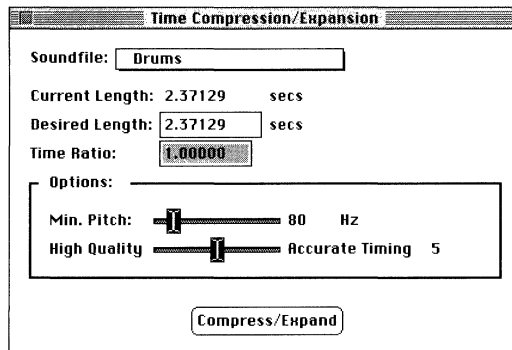 Time Compression/Expansion
Soundfile: Drums
Current Length: 2.37129 secs
Desired Length: 2.37129 secs
Time Ratio: 1.00000
Options:
Min. Pitch: 80 Hz
High Quality Accurate Timing 5
Compress/Expand